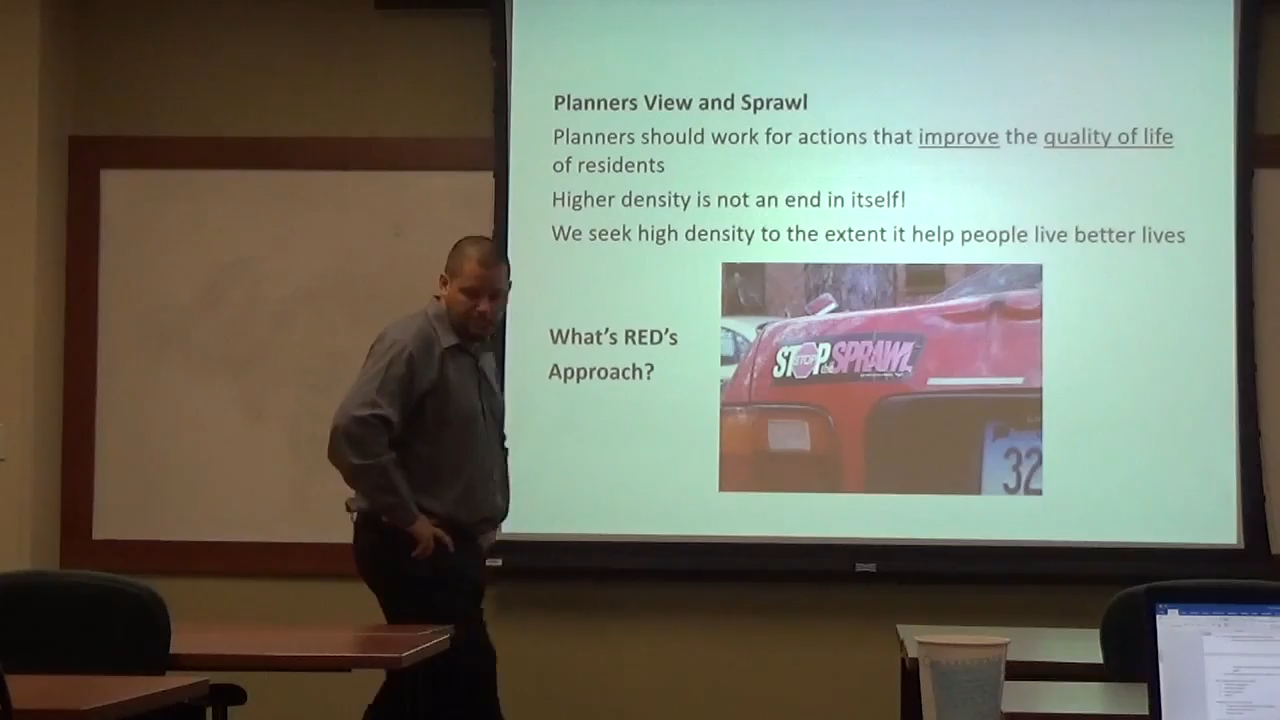 Planners View and Sprawl
Planners should work for actions that improve the quality of life
of residents
Higher density is not an end in itself!
We seek high density to the extent it help people live better lives
What's RED's
Approach?
STOP SPRAWL
32